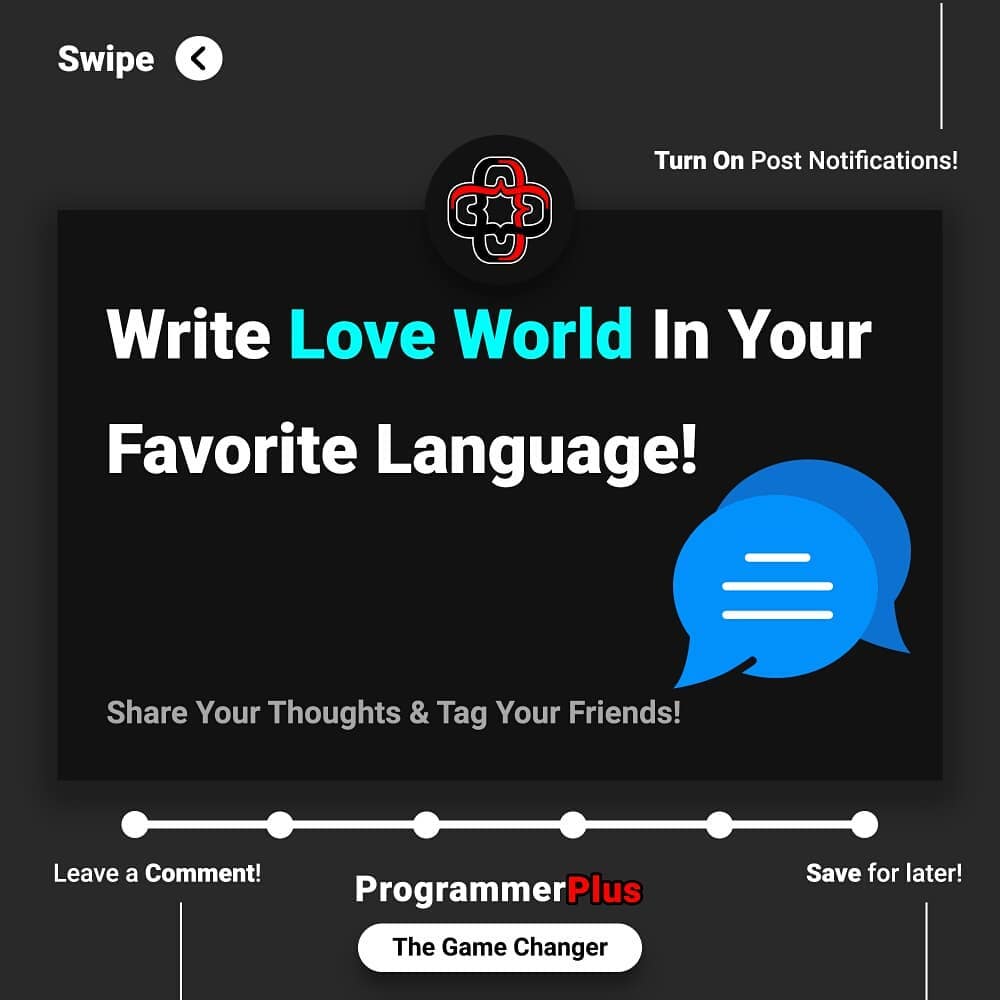 Swipe
Turn On Post Notifications!
Write Love World In Your
Favorite Language!
Share Your Thoughts & Tag Your Friends!
Leave a Comment!
Save for later!
ProgrammerPlus
The Game Changer